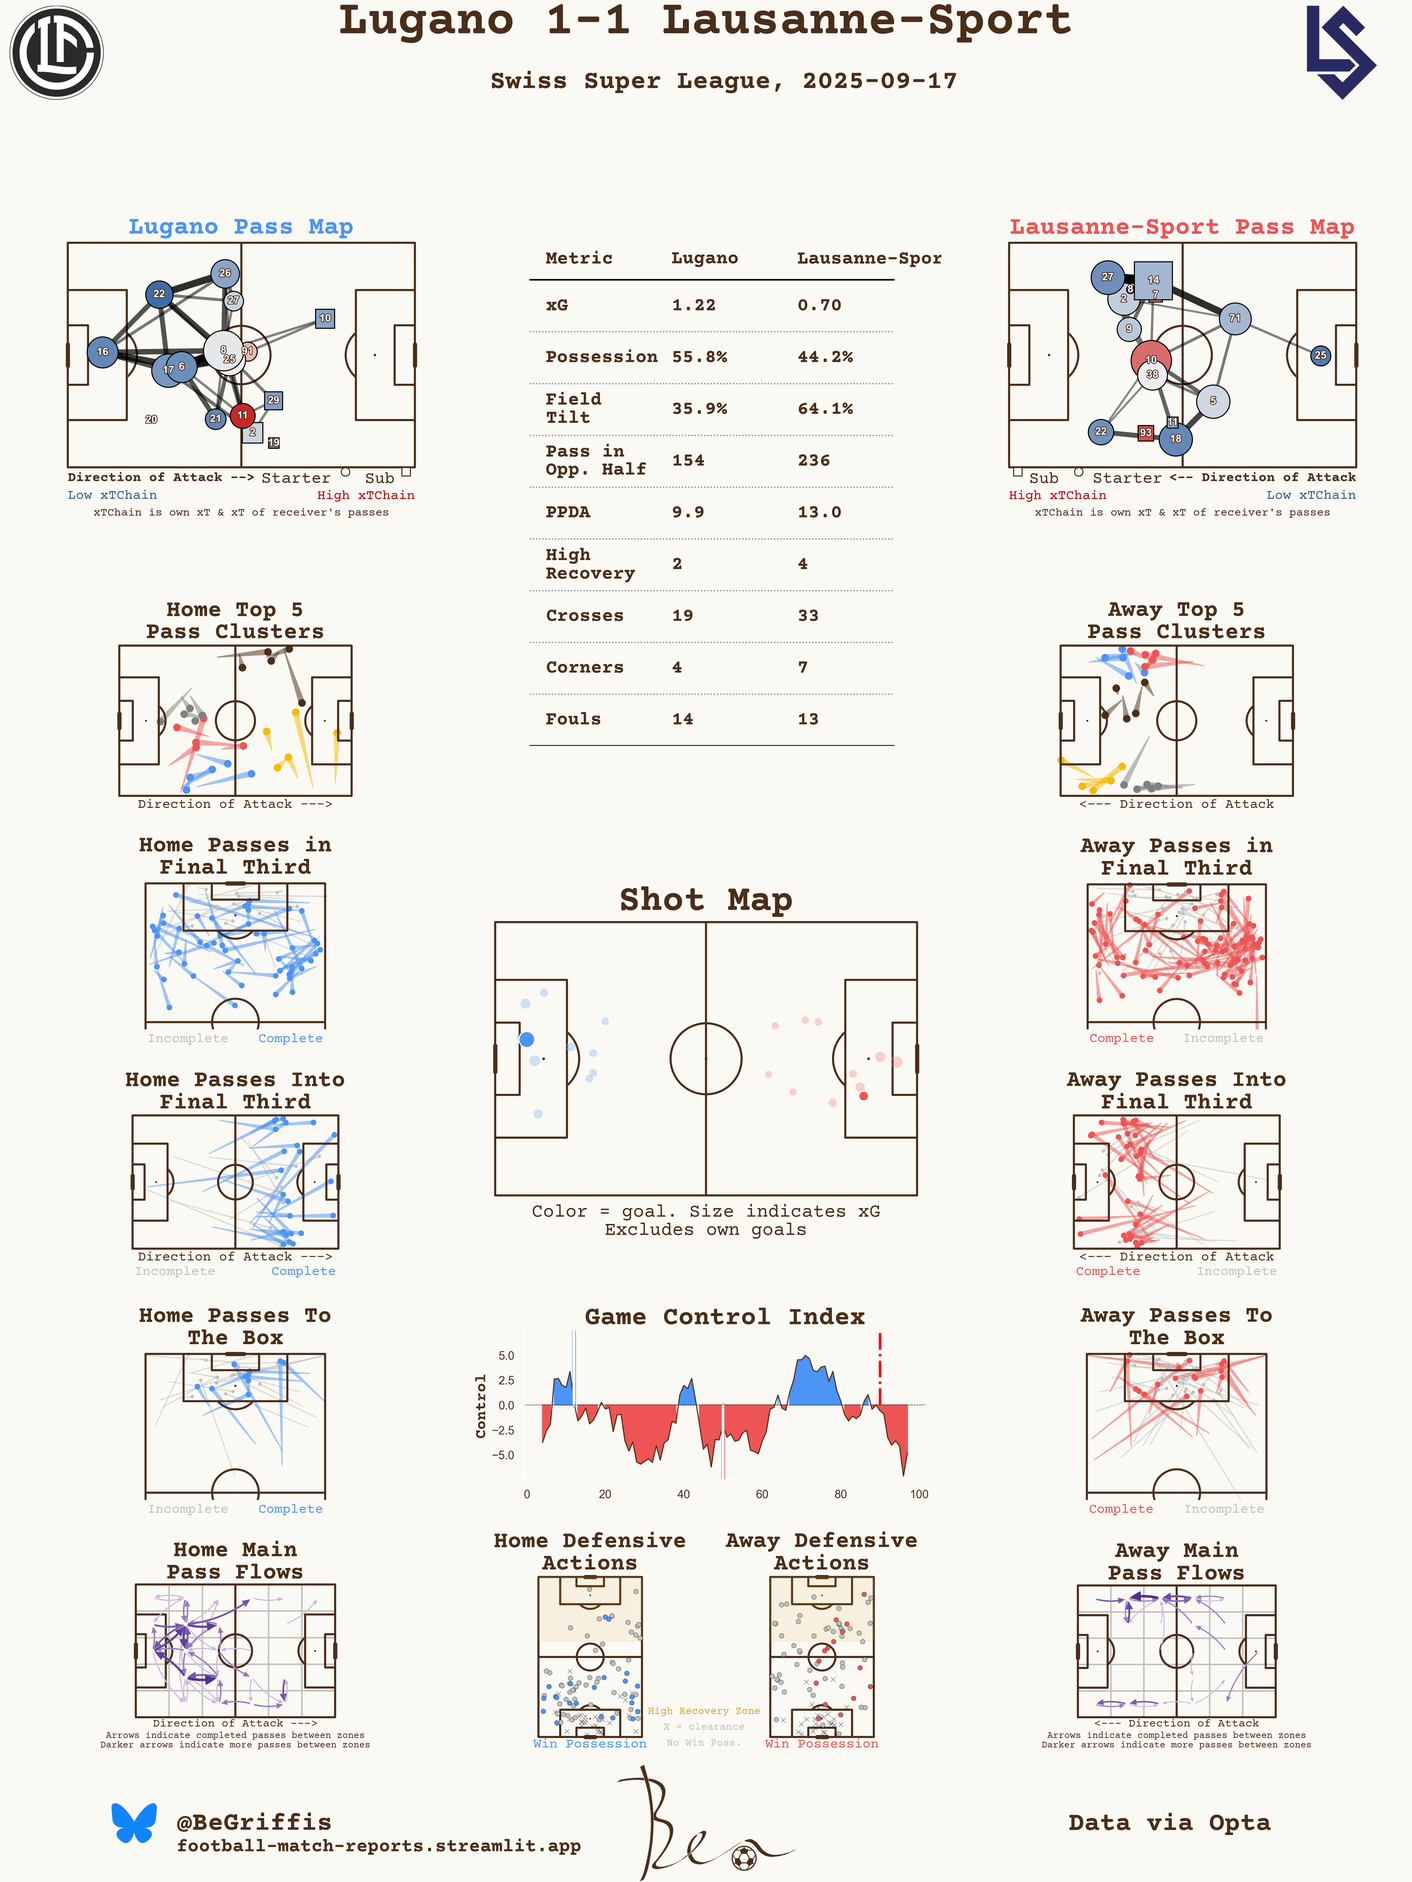 Lugano 1-1 Lausanne-Sport
Swiss Super League, 2025-09-17
Lugano Pass Map
26
22
27
10
16
8
91
25
17
6
29
20
21
11
2
19
Direction of Attack --> Starter Sub
Low xTChain High xTChain
xTChain is own xT & xT of receiver's passes
Metric Lugano Lausanne-Spor
xG 1.22 0.70
Possession 55.8% 44.2%
Field
Tilt 35.9% 64.1%
Pass in
Opp. Half 154 236
PPDA 9.9 13.0
High
Recovery 2 4
Crosses 19 33
Corners 4 7
Fouls 14 13
Lausanne-Sport Pass Map
27
14
8
7
2
71
9
10
25
38
5
11
22
93
18
Sub Starter <-- Direction of Attack
High xTChain Low xTChain
xTChain is own xT & xT of receiver's passes
Home Top 5
Pass Clusters
Direction of Attack --->
Away Top 5
Pass Clusters
<--- Direction of Attack
Home Passes in
Final Third
Incomplete Complete
Away Passes in
Final Third
Complete Incomplete
Shot Map
Color = goal. Size indicates xG
Excludes own goals
Home Passes Into
Final Third
Direction of Attack --->
Incomplete Complete
Away Passes Into
Final Third
<--- Direction of Attack
Complete Incomplete
Home Passes To
The Box
Incomplete Complete
Game Control Index
Control
5.0
2.5
0.0
−2.5
−5.0
0 20 40 60 80 100
Away Passes To
The Box
Complete Incomplete
Home Main
Pass Flows
Direction of Attack --->
Arrows indicate completed passes between zones
Darker arrows indicate more passes between zones
Home Defensive
Actions
Win Possession
High Recovery Zone
X = clearance
No Win Poss.
Away Defensive
Actions
Win Possession
Away Main
Pass Flows
<--- Direction of Attack
Arrows indicate completed passes between zones
Darker arrows indicate more passes between zones
@BeGriffis
football-match-reports.streamlit.app
Ben
Data via Opta